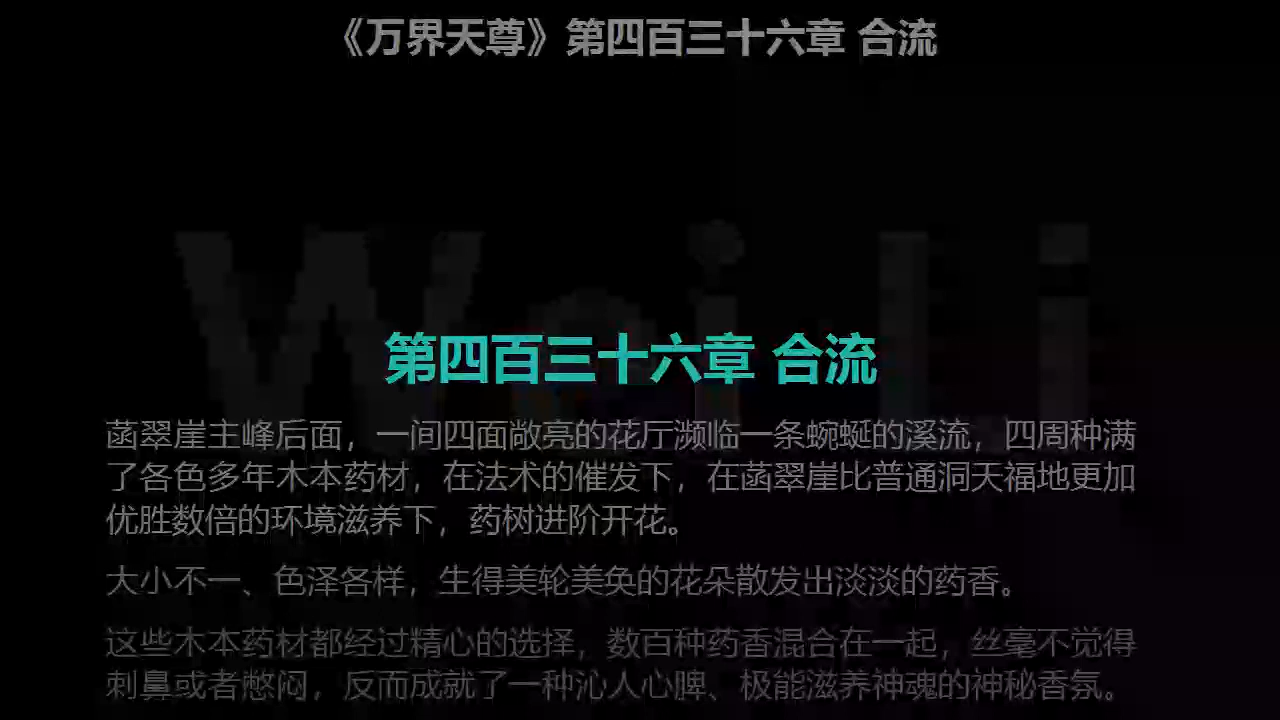 《万界天尊》第四百三十六章 合流
Wei Li
第四百三十六章 合流
菡翠崖主峰后面，一间四面敞亮的花厅濒临一条蜿蜒的溪流，四周种满
了各色多年木本药材，在法术的催发下，在菡翠崖比普通洞天福地更加
优胜数倍的环境滋养下，药树进阶开花。
大小不一、色泽各样，生得美轮美奂的花朵散发出淡淡的药香。
这些木本药材都经过精心的选择，数百种药香混合在一起，丝毫不觉得
刺鼻或者憋闷，反而成就了一种沁人心脾、极能滋养神魂的神秘香氛。